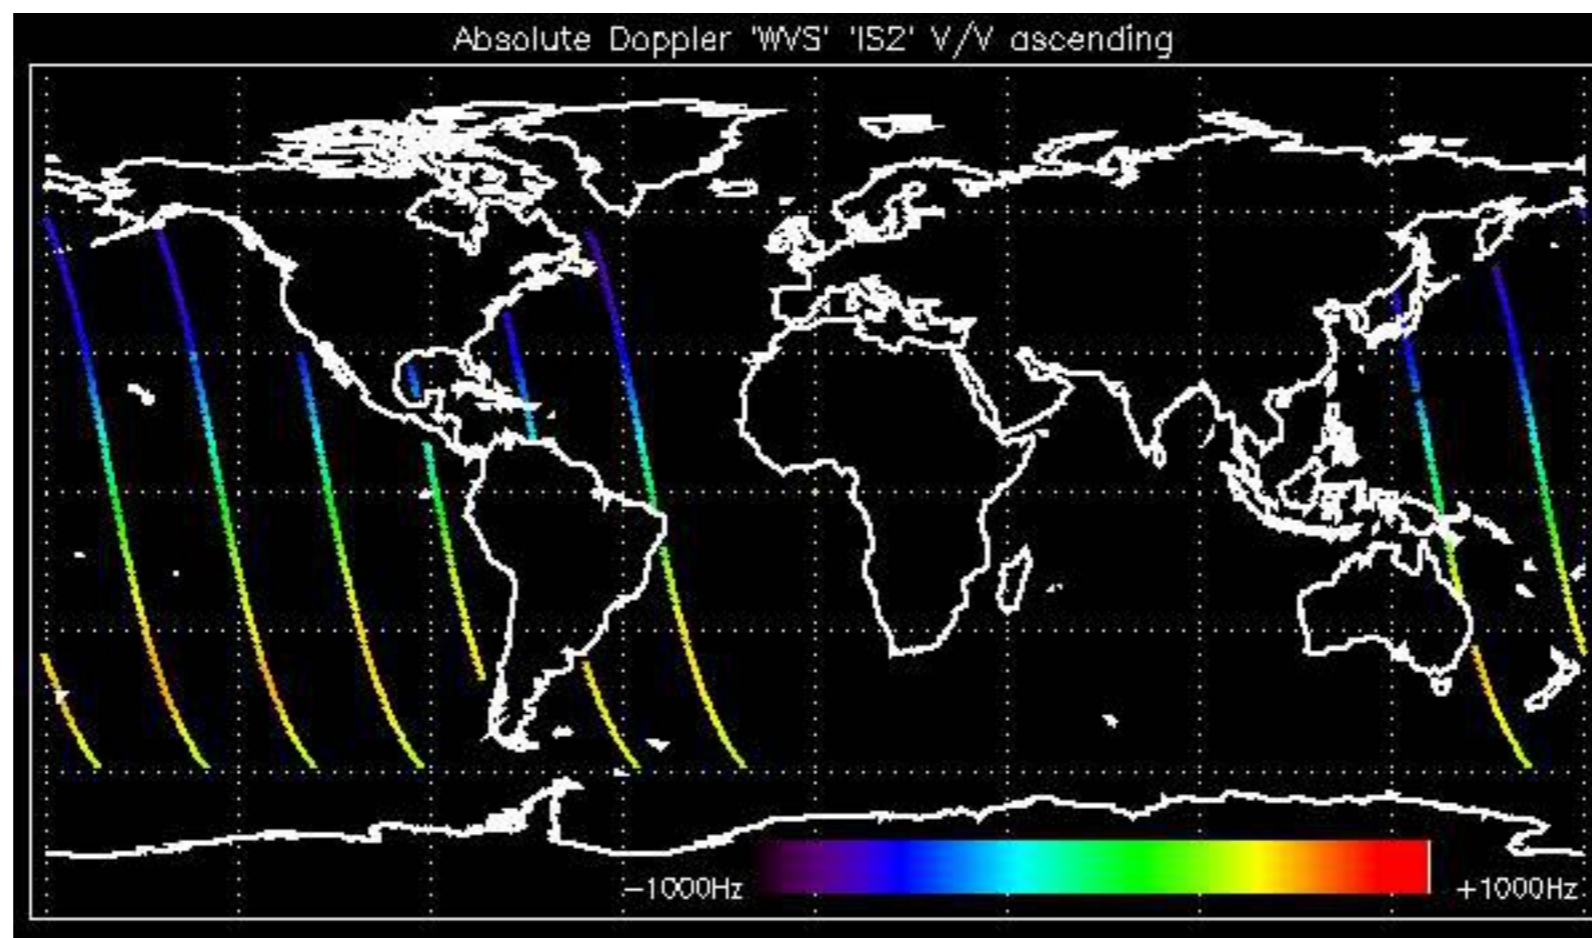 Absolute Doppler 'WVS' 'IS2' V/V ascending
−1000Hz
+1000Hz